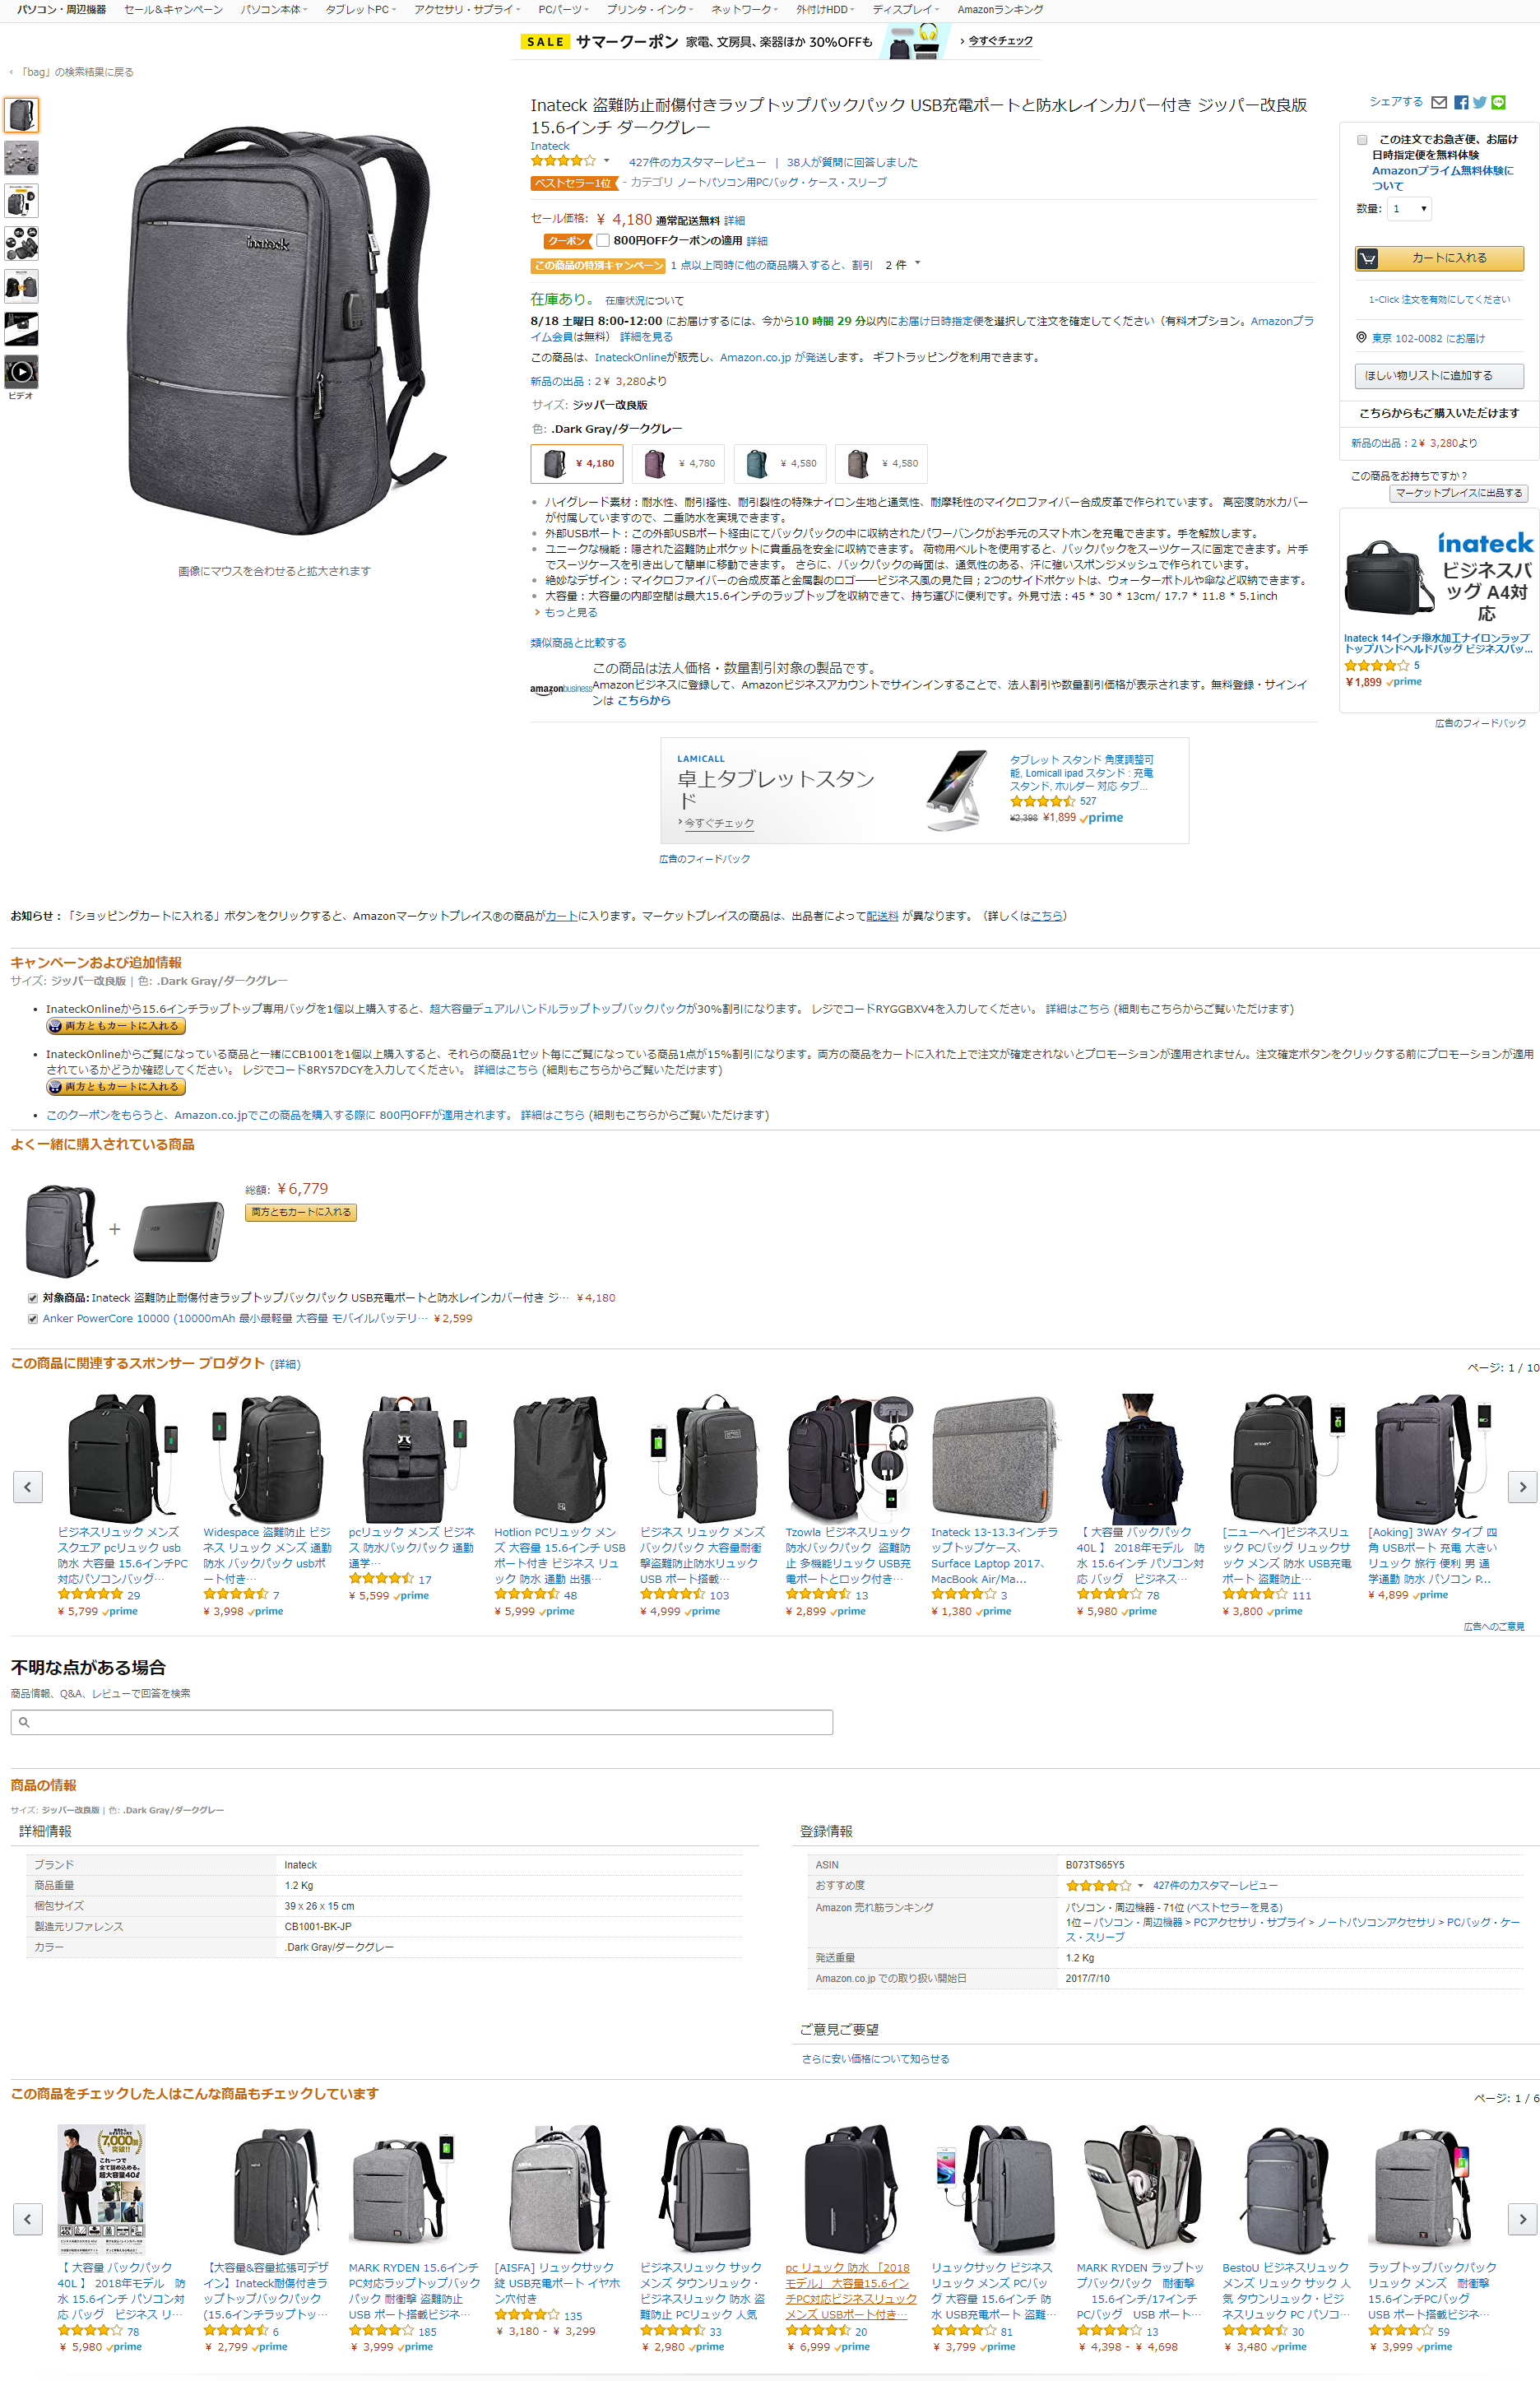 パソコン・周辺機器 セール＆キャンペーン パソコン本体 タブレットPC アクセサリ・サプライ PCパーツ プリンタ・インク ネットワーク 外付けHDD ディスプレイ Amazonランキング
SALE サマークーポン 家電、文房具、楽器ほか 30%OFFも › 今すぐチェック
‹ 「bag」の検索結果に戻る
ビデオ
inateck
画像にマウスを合わせると拡大されます
Inateck 盗難防止耐傷付きラップトップバックパック USB充電ポートと防水レインカバー付き ジッパー改良版
15.6インチ ダークグレー
Inateck
427件のカスタマーレビュー | 38人が質問に回答しました
ベストセラー1位 - カテゴリ ノートパソコン用PCバッグ・ケース・スリーブ
セール価格: ￥ 4,180 通常配送無料 詳細
クーポン 800円OFFクーポンの適用 詳細
この商品の特別キャンペーン 1 点以上同時に他の商品購入すると、割引 2 件
在庫あり。 在庫状況について
8/18 土曜日 8:00-12:00 にお届けするには、今から10 時間 29 分以内にお届け日時指定便を選択して注文を確定してください（有料オプション。Amazonプラ
イム会員は無料） 詳細を見る
この商品は、InateckOnlineが販売し、Amazon.co.jp が発送します。 ギフトラッピングを利用できます。
新品の出品：2￥ 3,280より
サイズ: ジッパー改良版
色: .Dark Gray/ダークグレー
￥ 4,180 ￥ 4,780 ￥ 4,580 ￥ 4,580
ハイグレード素材：耐水性、耐引掻性、耐引裂性の特殊ナイロン生地と通気性、耐摩耗性のマイクロファイバー合成皮革で作られています。 高密度防水カバー
が付属していますので、二重防水を実現できます。
外部USBポート：この外部USBポート経由にてバックパックの中に収納されたパワーバンクがお手元のスマトホンを充電できます。手を解放します。
ユニークな機能：隠された盗難防止ポケットに貴重品を安全に収納できます。 荷物用ベルトを使用すると、バックパックをスーツケースに固定できます。片手
でスーツケースを引き出して簡単に移動できます。 さらに、バックパックの背面は、通気性のある、汗に強いスポンジメッシュで作られています。
絶妙なデザイン：マイクロファイバーの合成皮革と金属製のロゴ――ビジネス風の見た目；2つのサイドポケットは、ウォーターボトルや傘など収納できます。
大容量：大容量の内部空間は最大15.6インチのラップトップを収納できて、持ち運びに便利です。外見寸法：45 * 30 * 13cm/ 17.7 * 11.8 * 5.1inch
› もっと見る
類似商品と比較する
この商品は法人価格・数量割引対象の製品です。
amazonbusiness Amazonビジネスに登録して、Amazonビジネスアカウントでサインインすることで、法人割引や数量割引価格が表示されます。無料登録・サインイ
ンは こちらから
シェアする
この注文でお急ぎ便、お届け
日時指定便を無料体験
Amazonプライム無料体験に
ついて
数量: 1
カートに入れる
1-Click 注文を有効にしてください
東京 102-0082 にお届け
ほしい物リストに追加する
こちらからもご購入いただけます
新品の出品：2￥ 3,280より
この商品をお持ちですか？
マーケットプレイスに出品する
inateck
ビジネスバ
ッグ A4対
応
Inateck 14インチ撥水加工ナイロンラップ
トップハンドヘルドバッグ ビジネスバッ...
5
￥1,899 prime
広告のフィードバック
LAMICALL
卓上タブレットスタン
ド
› 今すぐチェック
タブレット スタンド 角度調整可
能, Lomicall ipad スタンド : 充電
スタンド, ホルダー 対応 タブ...
527
¥2,398 ¥1,899 prime
広告のフィードバック
お知らせ：「ショッピングカートに入れる」ボタンをクリックすると、Amazonマーケットプレイス®の商品がカートに入ります。マーケットプレイスの商品は、出品者によって配送料 が異なります。（詳しくはこちら）
キャンペーンおよび追加情報
サイズ: ジッパー改良版 | 色: .Dark Gray/ダークグレー
InateckOnlineから15.6インチラップトップ専用バッグを1個以上購入すると、超大容量デュアルハンドルラップトップバックパックが30%割引になります。 レジでコードRYGGBXV4を入力してください。 詳細はこちら (細則もこちらからご覧いただけます)
両方ともカートに入れる
InateckOnlineからご覧になっている商品と一緒にCB1001を1個以上購入すると、それらの商品1セット毎にご覧になっている商品1点が15%割引になります。両方の商品をカートに入れた上で注文が確定されないとプロモーションが適用されません。注文確定ボタンをクリックする前にプロモーションが適用
されているかどうか確認してください。 レジでコード8RY57DCYを入力してください。 詳細はこちら (細則もこちらからご覧いただけます)
両方ともカートに入れる
このクーポンをもらうと、Amazon.co.jpでこの商品を購入する際に 800円OFFが適用されます。 詳細はこちら (細則もこちらからご覧いただけます)
よく一緒に購入されている商品
総額: ￥6,779
両方ともカートに入れる
対象商品: Inateck 盗難防止耐傷付きラップトップバックパック USB充電ポートと防水レインカバー付き ジ… ￥4,180
Anker PowerCore 10000 (10000mAh 最小最軽量 大容量 モバイルバッテリ… ￥2,599
この商品に関連するスポンサー プロダクト (詳細)
ページ: 1 / 10
ビジネスリュック メンズ
スクエア pcリュック usb
防水 大容量 15.6インチPC
対応パソコンバッグ…
29
￥ 5,799 prime
Widespace 盗難防止 ビジ
ネス リュック メンズ 通勤
防水 バックパック usbポ
ート付き…
7
￥ 3,998 prime
pcリュック メンズ ビジネ
ス 防水バックパック 通勤
通学…
17
￥ 5,599 prime
Hotlion PCリュック メン
ズ 大容量 15.6インチ USB
ポート付き ビジネス リュ
ック 防水 通勤 出張…
48
￥ 5,999 prime
ビジネス リュック メンズ
バックパック 大容量耐衝
撃盗難防止防水リュック
USB ポート搭載…
103
￥ 4,999 prime
Tzowla ビジネスリュック
防水バックパック 盗難防
止 多機能リュック USB充
電ポートとロック付き…
13
￥ 2,899 prime
Inateck 13-13.3インチラ
ップトップケース、
Surface Laptop 2017、
MacBook Air/Ma…
3
￥ 1,380 prime
【 大容量 バックパック
40L 】 2018年モデル 防
水 15.6インチ パソコン対
応 バッグ ビジネス…
78
￥ 5,980 prime
[ニューヘイ]ビジネスリュ
ック PCバッグ リュックサ
ック メンズ 防水 USB充電
ポート 盗難防止…
111
￥ 3,800 prime
[Aoking] 3WAY タイプ 四
角 USBポート 充電 大きい
リュック 旅行 便利 男 通
学通勤 防水 パソコン P…
￥ 4,899 prime
広告へのご意見
不明な点がある場合
商品情報、Q&A、レビューで回答を検索
商品の情報
サイズ: ジッパー改良版 | 色: .Dark Gray/ダークグレー
詳細情報
ブランド Inateck
商品重量 1.2 Kg
梱包サイズ 39 x 26 x 15 cm
製造元リファレンス CB1001-BK-JP
カラー .Dark Gray/ダークグレー
登録情報
ASIN B073TS65Y5
おすすめ度 427件のカスタマーレビュー
Amazon 売れ筋ランキング パソコン・周辺機器 - 71位 (ベストセラーを見る)
1位 ─ パソコン・周辺機器 > PCアクセサリ・サプライ > ノートパソコンアクセサリ > PCバッグ・ケー
ス・スリーブ
発送重量 1.2 Kg
Amazon.co.jp での取り扱い開始日 2017/7/10
ご意見ご要望
さらに安い価格について知らせる
この商品をチェックした人はこんな商品もチェックしています
ページ: 1 / 6
7,000個
突破!!
これ一つで
全て詰め込める。
超大容量40ℓ
【 大容量 バックパック
40L 】 2018年モデル 防
水 15.6インチ パソコン対
応 バッグ ビジネス リ…
78
￥ 5,980 prime
【大容量&容量拡張可デザ
イン】Inateck耐傷付きラ
ップトップバックパック
(15.6インチラップトッ…
6
￥ 2,799 prime
MARK RYDEN 15.6インチ
PC対応ラップトップバック
パック 耐衝撃 盗難防止
USB ポート搭載ビジネ…
185
￥ 3,999 prime
[AISFA] リュックサック
錠 USB充電ポート イヤホ
ン穴付き
135
￥ 3,180 - ￥ 3,299
ビジネスリュック サック
メンズ タウンリュック・
ビジネスリュック 防水 盗
難防止 PCリュック 人気
33
￥ 2,980 prime
pc リュック 防水 「2018
モデル」 大容量15.6イン
チPC対応ビジネスリュック
メンズ USBポート付き…
20
￥ 6,999 prime
リュックサック ビジネス
リュック メンズ PCバッ
グ 大容量 15.6インチ 防
水 USB充電ポート 盗難…
81
￥ 3,799 prime
MARK RYDEN ラップトッ
プバックパック 耐衝撃
15.6インチ/17インチ
PCバッグ USB ポート…
13
￥ 4,398 - ￥ 4,698
BestoU ビジネスリュック
メンズ リュック サック 人
気 タウンリュック・ビジ
ネスリュック PC パソコ…
30
￥ 3,480 prime
ラップトップバックパック
リュック メンズ 耐衝撃
15.6インチPCバッグ
USB ポート搭載ビジネ…
59
￥ 3,999 prime